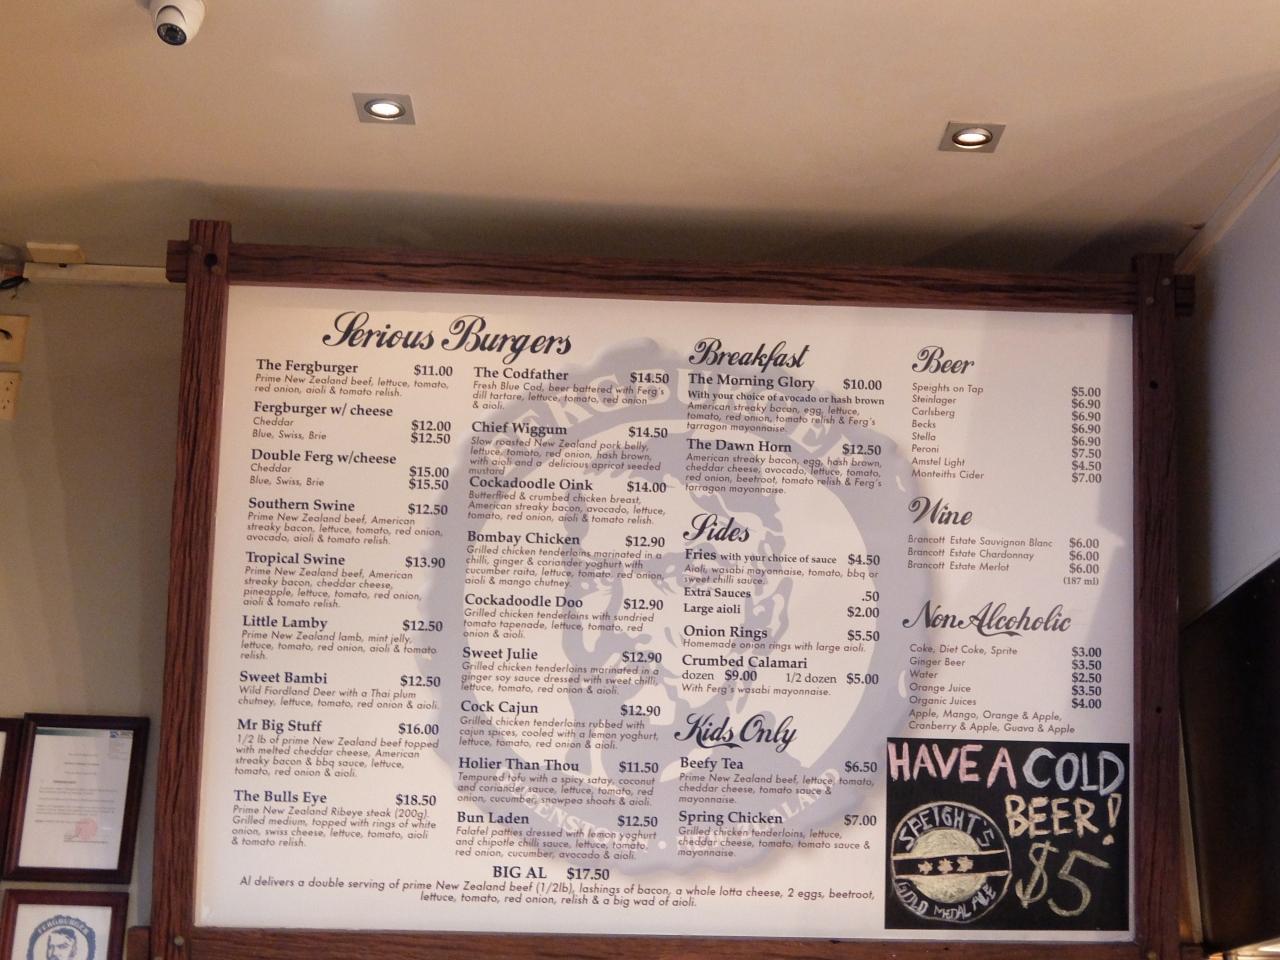 Serious Burgers
The Fergburger $11.00
Prime New Zealand beef, lettuce, tomato,
red onion, aioli & tomato relish.
Fergburger w/ cheese
Cheddar $12.00
Blue, Swiss, Brie $12.50
Double Ferg w/cheese
Cheddar $15.00
Blue, Swiss, Brie $15.50
Southern Swine $12.50
Prime New Zealand beef, American
streaky bacon, lettuce, tomato, red onion,
avocado, aioli & tomato relish.
Tropical Swine $13.90
Prime New Zealand beef, American
streaky bacon, cheddar cheese,
pineapple, lettuce, tomato, red onion,
aioli & tomato relish.
Little Lamby $12.50
Prime New Zealand lamb, mint jelly,
lettuce, tomato, red onion, aioli & tomato
relish.
Sweet Bambi $12.50
Wild Fiordland Deer with a Thai plum
chutney, lettuce, tomato, red onion & aioli.
Mr Big Stuff $16.00
1/2 lb of prime New Zealand beef topped
with melted cheddar cheese, American
streaky bacon & bbq sauce, lettuce,
tomato, red onion & aioli.
The Bulls Eye $18.50
Prime New Zealand Ribeye steak (200g).
Grilled medium, topped with rings of white
onion, swiss cheese, lettuce, tomato, aioli
& tomato relish.
The Codfather $14.50
Fresh Blue Cod, beer battered with Ferg's
dill tartare, lettuce, tomato, red onion
& aioli.
Chief Wiggum $14.50
Slow roasted New Zealand pork belly,
lettuce, tomato, red onion, hash brown,
with aioli and a delicious apricot seeded
mustard
Cockadoodle Oink $14.00
Butterflied & crumbed chicken breast,
American streaky bacon, avocado, lettuce,
tomato, red onion, aioli & tomato relish.
Bombay Chicken $12.90
Grilled chicken tenderloins marinated in a
chilli, ginger & coriander yoghurt with
cucumber raita, lettuce, tomato, red onion,
aioli & mango chutney.
Cockadoodle Doo $12.90
Grilled chicken tenderloins with sundried
tomato tapenade, lettuce, tomato, red
onion & aioli.
Sweet Julie $12.90
Grilled chicken tenderloins marinated in a
ginger soy sauce dressed with sweet chilli,
lettuce, tomato, red onion & aioli.
Cock Cajun $12.90
Grilled chicken tenderloins rubbed with
cajun spices, cooled with a lemon yoghurt,
lettuce, tomato, red onion & aioli.
Holier Than Thou $11.50
Tempured tofu with a spicy satay, coconut
and coriander sauce, lettuce, tomato, red
onion, cucumber, snowpea shoots & aioli.
Bun Laden $12.50
Falafel patties dressed with lemon yoghurt
and chipotle chilli sauce, lettuce, tomato,
red onion, cucumber, avocado & aioli.
BIG AL $17.50
Al delivers a double serving of prime New Zealand beef (1/2lb), lashings of bacon, a whole lotta cheese, 2 eggs, beetroot,
lettuce, tomato, red onion, relish & a big wad of aioli.
Breakfast
The Morning Glory $10.00
With your choice of avocado or hash brown
American streaky bacon, egg, lettuce,
tomato, red onion, tomato relish & Ferg's
tarragon mayonnaise.
The Dawn Horn $12.50
American streaky bacon, egg, hash brown,
cheddar cheese, avocado, lettuce, tomato,
red onion, beetroot, tomato relish & Ferg's
tarragon mayonnaise.
Sides
Fries with your choice of sauce $4.50
Aioli, wasabi mayonnaise, tomato, bbq or
sweet chilli sauce.
Extra Sauces .50
Large aioli $2.00
Onion Rings $5.50
Homemade onion rings with large aioli.
Crumbed Calamari
dozen $9.00 1/2 dozen $5.00
With Ferg's wasabi mayonnaise.
Kids Only
Beefy Tea $6.50
Prime New Zealand beef, lettuce, tomato,
cheddar cheese, tomato sauce &
mayonnaise.
Spring Chicken $7.00
Grilled chicken tenderloins, lettuce,
cheddar cheese, tomato sauce &
mayonnaise.
Beer
Speights on Tap $5.00
Steinlager $6.90
Carlsberg $6.90
Becks $6.90
Stella $6.90
Peroni $7.50
Amstel Light $4.50
Monteiths Cider $7.00
Wine
Brancott Estate Sauvignon Blanc $6.00
Brancott Estate Chardonnay $6.00
Brancott Estate Merlot $6.00
(187 ml)
Non Alcoholic
Coke, Diet Coke, Sprite $3.00
Ginger Beer $3.50
Water $2.50
Orange Juice $3.50
Organic Juices $4.00
Apple, Mango, Orange & Apple,
Cranberry & Apple, Guava & Apple
HAVE A COLD
BEER!
$5
SPEIGHT'S
GOLD MEDAL ALE
FERGBURGER
QUEENSTOWN • NEW ZEALAND
FERGBURGER